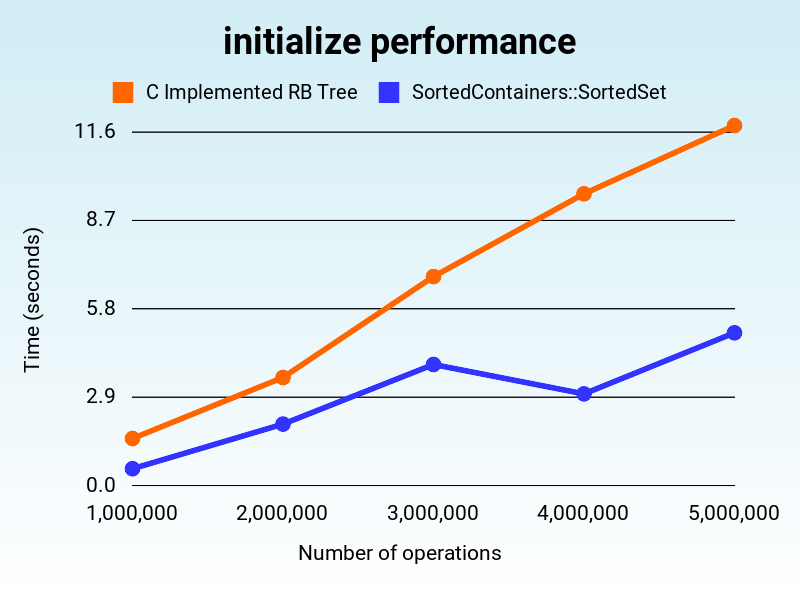 initialize performance
C Implemented RB Tree SortedContainers::SortedSet
11.6
8.7
5.8
2.9
0.0
Time (seconds)
1,000,000 2,000,000 3,000,000 4,000,000 5,000,000
Number of operations